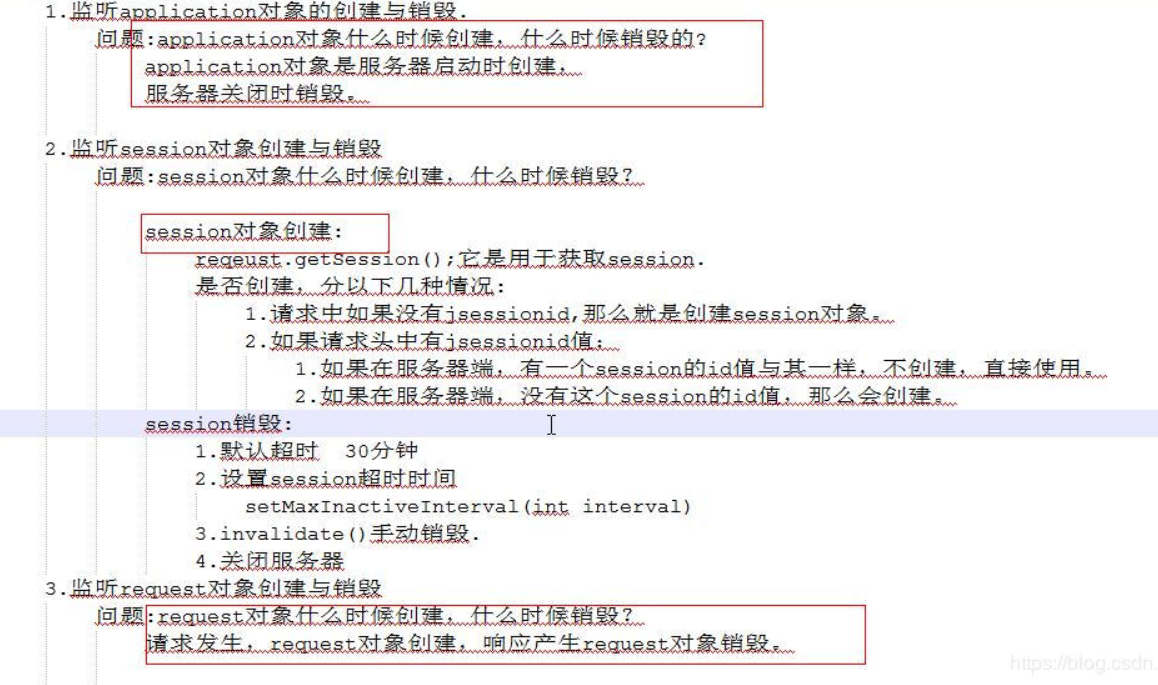 1.监听application对象的创建与销毁.
问题:application对象什么时候创建，什么时候销毁的?
application对象是服务器启动时创建，
服务器关闭时销毁。
2.监听session对象创建与销毁
问题:session对象什么时候创建，什么时候销毁?
session对象创建:
reqeust.getSession();它是用于获取session.
是否创建，分以下几种情况:
1.请求中如果没有jsessionid,那么就是创建session对象。
2.如果请求头中有jsessionid值:
1.如果在服务器端，有一个session的id值与其一样，不创建，直接使用。
2.如果在服务器端，没有这个session的id值，那么会创建。
session销毁:
1.默认超时 30分钟
2.设置session超时时间
setMaxInactiveInterval(int interval)
3.invalidate()手动销毁.
4.关闭服务器
3.监听request对象创建与销毁
问题:request对象什么时候创建，什么时候销毁?
请求发生，request对象创建，响应产生request对象销毁。
https://blog.csdn.